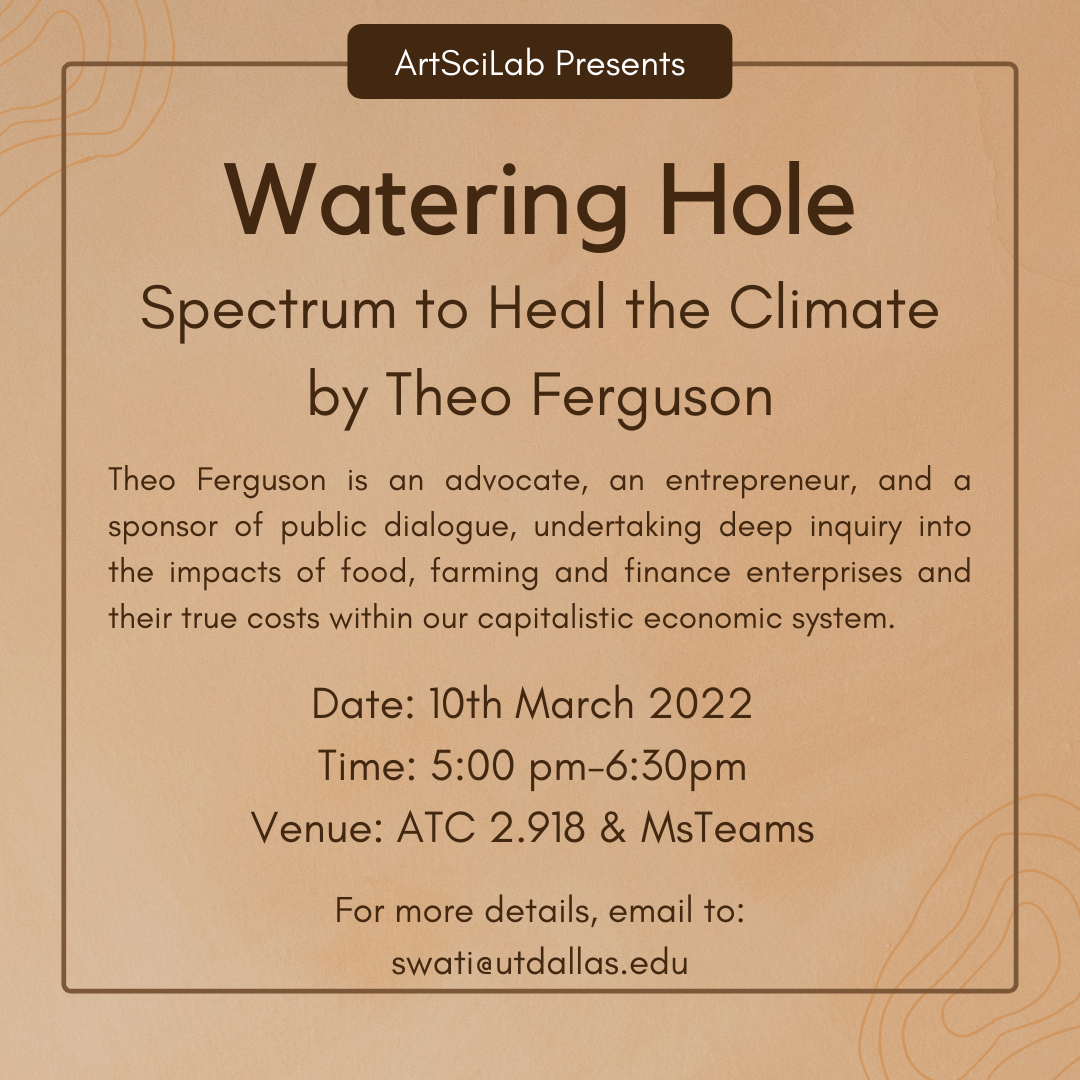 ArtSciLab Presents
Watering Hole
Spectrum to Heal the Climate
by Theo Ferguson
Theo Ferguson is an advocate, an entrepreneur, and a
sponsor of public dialogue, undertaking deep inquiry into
the impacts of food, farming and finance enterprises and
their true costs within our capitalistic economic system.
Date: 10th March 2022
Time: 5:00 pm-6:30pm
Venue: ATC 2.918 & MsTeams
For more details, email to:
swati@utdallas.edu